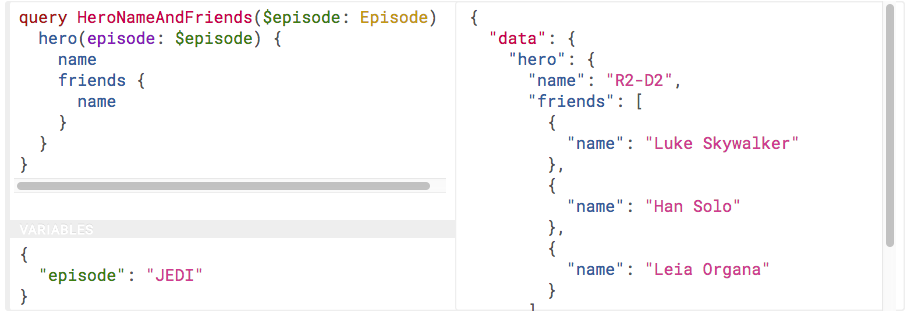 query HeroNameAndFriends($episode: Episode)
  hero(episode: $episode) {
    name
    friends {
      name
    }
  }
}
VARIABLES
{
  "episode": "JEDI"
}
{
  "data": {
    "hero": {
      "name": "R2-D2",
      "friends": [
        {
          "name": "Luke Skywalker"
        },
        {
          "name": "Han Solo"
        },
        {
          "name": "Leia Organa"
        }
      ]